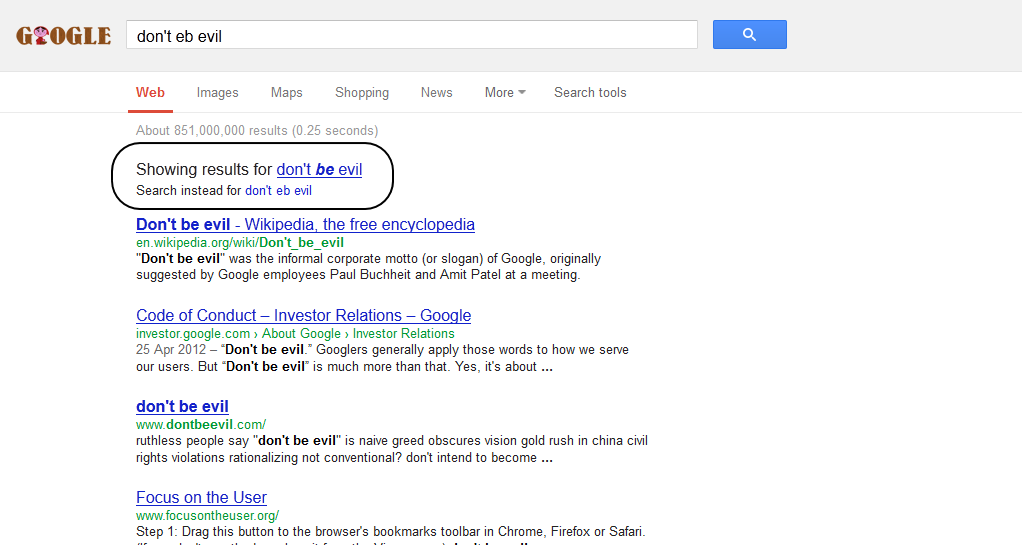 GOOGLE
don't eb evil
Web Images Maps Shopping News More Search tools
About 851,000,000 results (0.25 seconds)
Showing results for don't be evil
Search instead for don't eb evil
Don't be evil - Wikipedia, the free encyclopedia
en.wikipedia.org/wiki/Don't_be_evil
"Don't be evil" was the informal corporate motto (or slogan) of Google, originally
suggested by Google employees Paul Buchheit and Amit Patel at a meeting.
Code of Conduct – Investor Relations – Google
investor.google.com › About Google › Investor Relations
25 Apr 2012 – “Don't be evil.” Googlers generally apply those words to how we serve
our users. But “Don't be evil” is much more than that. Yes, it's about ...
don't be evil
www.dontbeevil.com/
ruthless people say "don't be evil" is naive greed obscures vision gold rush in china civil
rights violations rationalizing not conventional? don't intend to become ...
Focus on the User
www.focusontheuser.org/
Step 1: Drag this button to the browser's bookmarks toolbar in Chrome, Firefox or Safari.